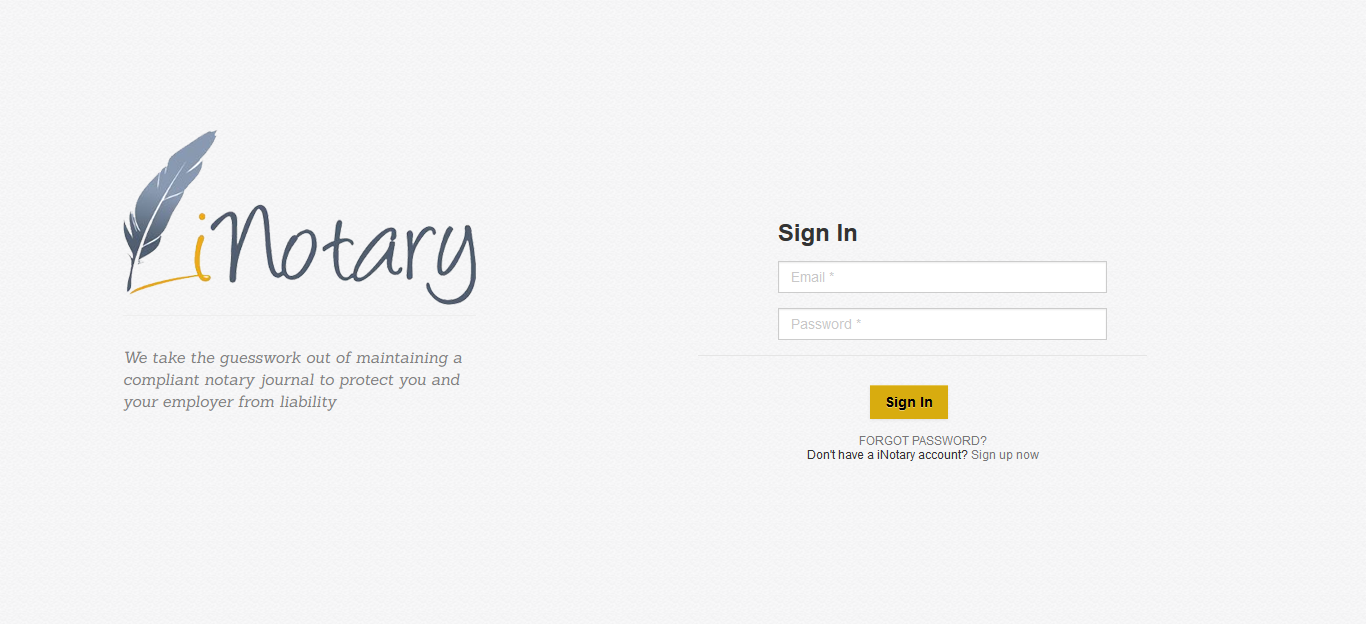 iNotary
We take the guesswork out of maintaining a
compliant notary journal to protect you and
your employer from liability
Sign In
Email *
Password *
Sign In
FORGOT PASSWORD?
Don't have a iNotary account? Sign up now